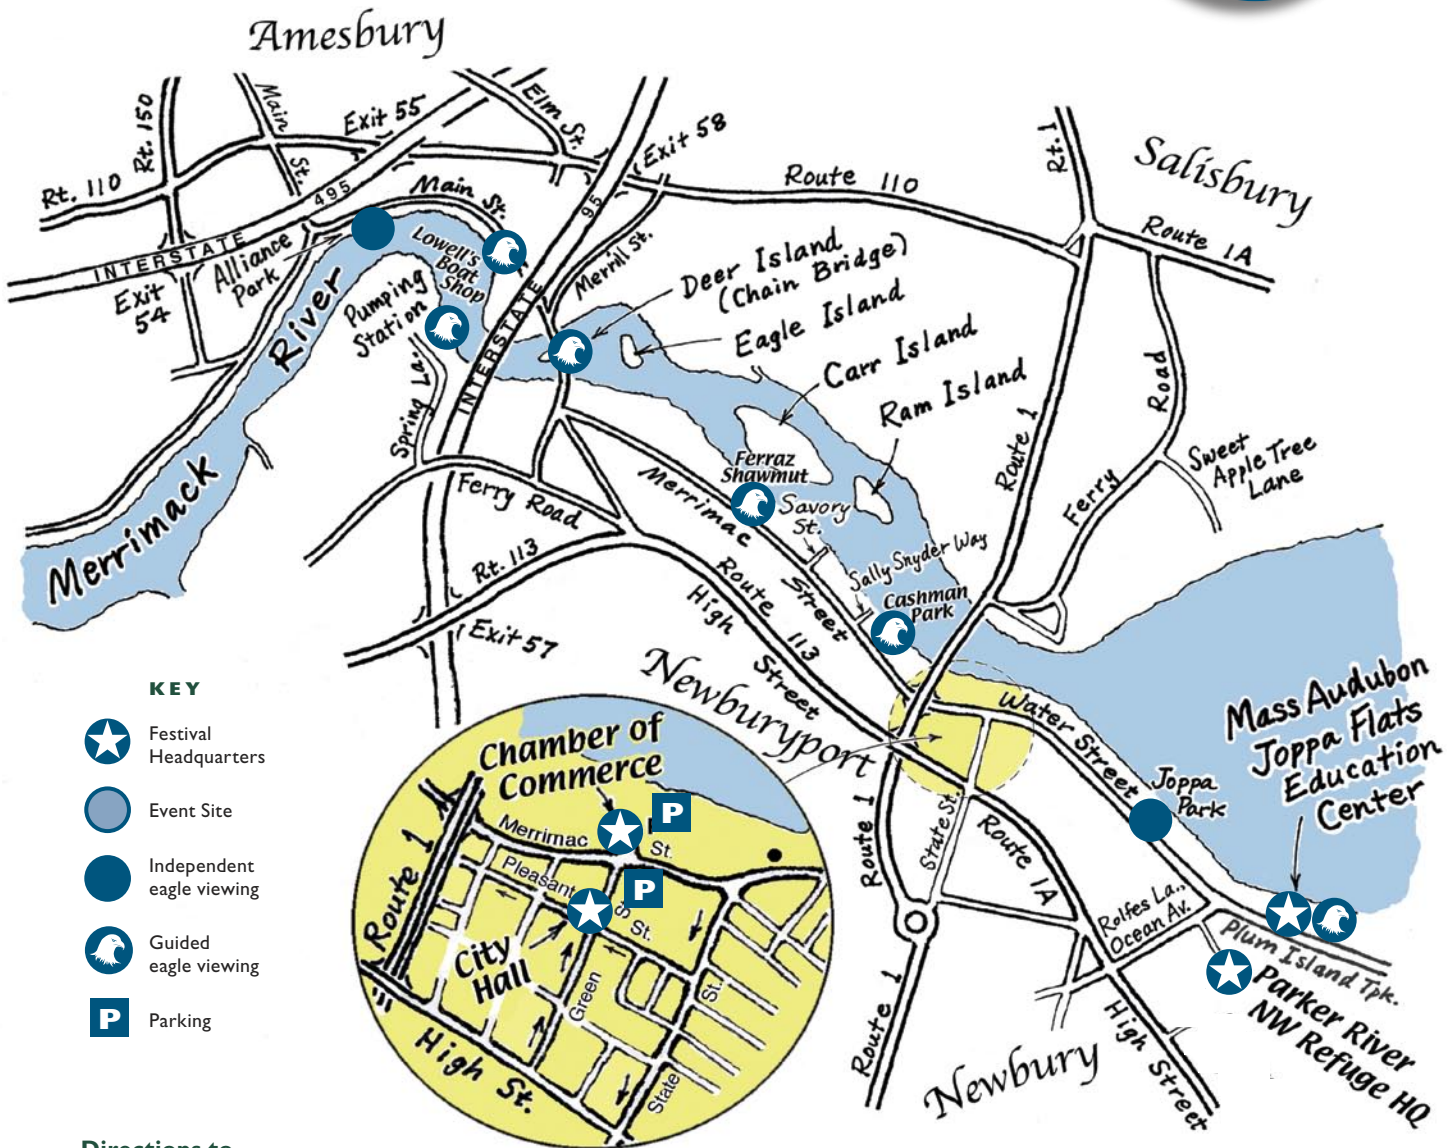 Amesbury
Rt. 150
Main
St.
Exit 55
Elm St.
Exit 58
Rt. 110
495
Main St.
95
Route 110
Rt. 1
Salisbury
Route 1A
INTERSTATE
Alliance
Park
Exit
54
River
Lowell's
Boat
Shop
Pumping
Station
Merrill St.
INTERSTATE
Deer Island
(Chain Bridge)
Eagle Island
Carr Island
Ram Island
Spring La.
Route 1
Ferry
Road
Sweet
Apple Tree
Lane
Merrimack
Ferry Road
Merrimac
Street
Ferraz
Shawmut
Savory
St.
Sally Snyder Way
Cashman
Park
Rt. 113
Route 113
High
Street
Exit 57
Newburyport
Water Street
Joppa
Park
Mass Audubon
Joppa Flats
Education
Center
Route 1
State St.
Route 1A
Rolfes La.,
Ocean Av.
Plum Island Tpk.
Parker River
NW Refuge HQ
Route 1
Newbury
High Street
KEY
Festival
Headquarters
Event Site
Independent
eagle viewing
Guided
eagle viewing
P
Parking
Chamber of
Commerce
P
Merrimac
St.
Pleasant
P
St.
Route 1
City
Hall
Green
St.
High St.
State
Directions to